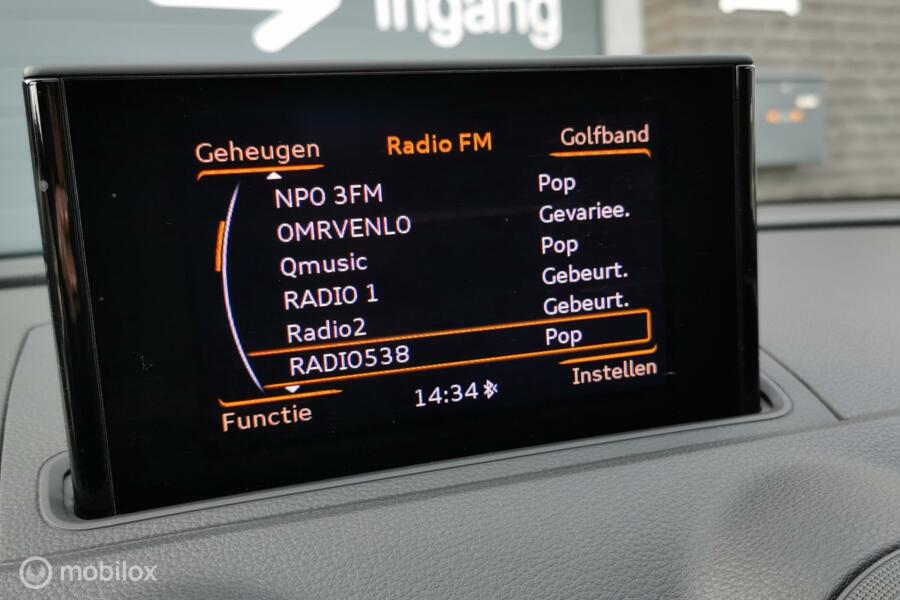 ingang
Geheugen Radio FM Golfband
NPO 3FM Pop
OMRVENLO Gevariee.
Qmusic Pop
RADIO 1 Gebeurt.
Radio2 Gebeurt.
RADIO538 Pop
Functie 14:34 Instellen
mobilox